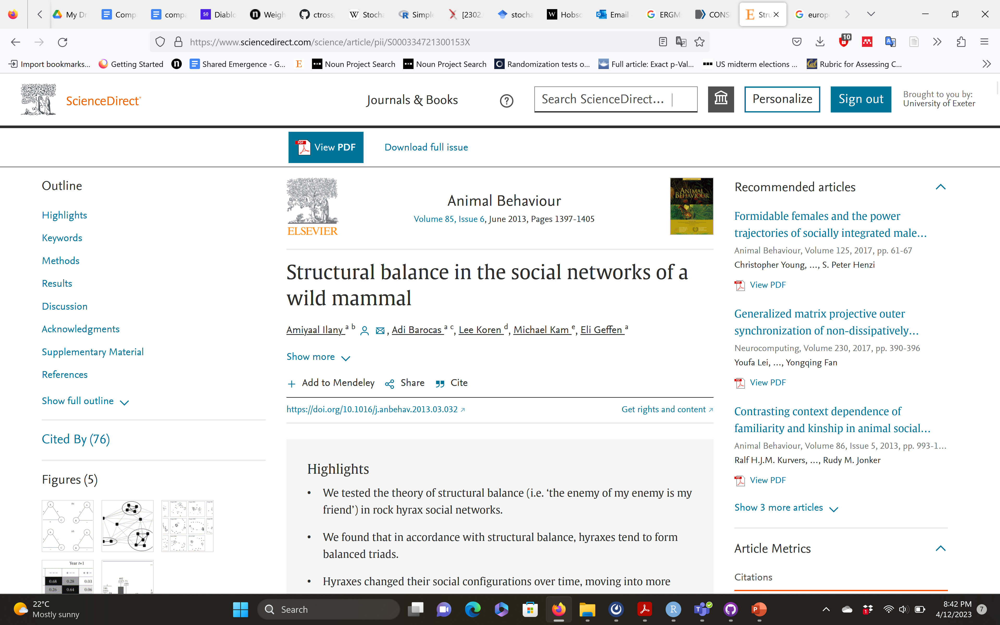 My Dr
Comp
compa
Diablo
Weigh
ctross/
Stocha
Simple
[2302.
stocha
Hobso
Email
ERGM
CONS
Stru
europ
https://www.sciencedirect.com/science/article/pii/S000334721300153X
10
Import bookmarks...
Getting Started
Shared Emergence - G...
Noun Project Search
Noun Project Search
Randomization tests o...
Full article: Exact p-Val...
US midterm elections ...
Rubric for Assessing C...
ScienceDirect
Journals & Books
Search ScienceDirect...
Personalize
Sign out
Brought to you by:
University of Exeter
View PDF
Download full issue
Outline
Highlights
Keywords
Methods
Results
Discussion
Acknowledgments
Supplementary Material
References
Show full outline
Cited By (76)
Figures (5)
Year t+1
- - -
+ - -
+ + -
0.68
0.28
0.03
0.26
0.64
0.06
ELSEVIER
Animal Behaviour
Volume 85, Issue 6, June 2013, Pages 1397-1405
ANIMAL
BEHAVIOUR
Structural balance in the social networks of a
wild mammal
Amiyaal Ilany a b, Adi Barocas a c, Lee Koren d, Michael Kam e, Eli Geffen a
Show more
Add to Mendeley
Share
Cite
https://doi.org/10.1016/j.anbehav.2013.03.032
Get rights and content
Highlights
• We tested the theory of structural balance (i.e. ‘the enemy of my enemy is my
friend’) in rock hyrax social networks.
• We found that in accordance with structural balance, hyraxes tend to form
balanced triads.
• Hyraxes changed their social configurations over time, moving into more
Recommended articles
Formidable females and the power
trajectories of socially integrated male...
Animal Behaviour, Volume 125, 2017, pp. 61-67
Christopher Young, ..., S. Peter Henzi
View PDF
Generalized matrix projective outer
synchronization of non-dissipatively...
Neurocomputing, Volume 230, 2017, pp. 390-396
Youfa Lei, ..., Yongqing Fan
View PDF
Contrasting context dependence of
familiarity and kinship in animal social...
Animal Behaviour, Volume 86, Issue 5, 2013, pp. 993-1...
Ralf H.J.M. Kurvers, ..., Rudy M. Jonker
View PDF
Show 3 more articles
Article Metrics
Citations
22°C
Mostly sunny
Search
8:42 PM
4/12/2023
7